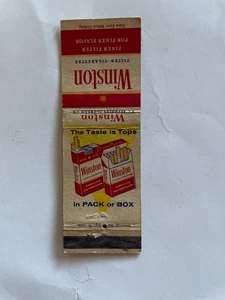 FINER FILTER
FOR FINER FLAVOR
FILTER-CIGARETTES
Winston
Winston
The Taste is Tops
Winston
Winston
in PACK or BOX